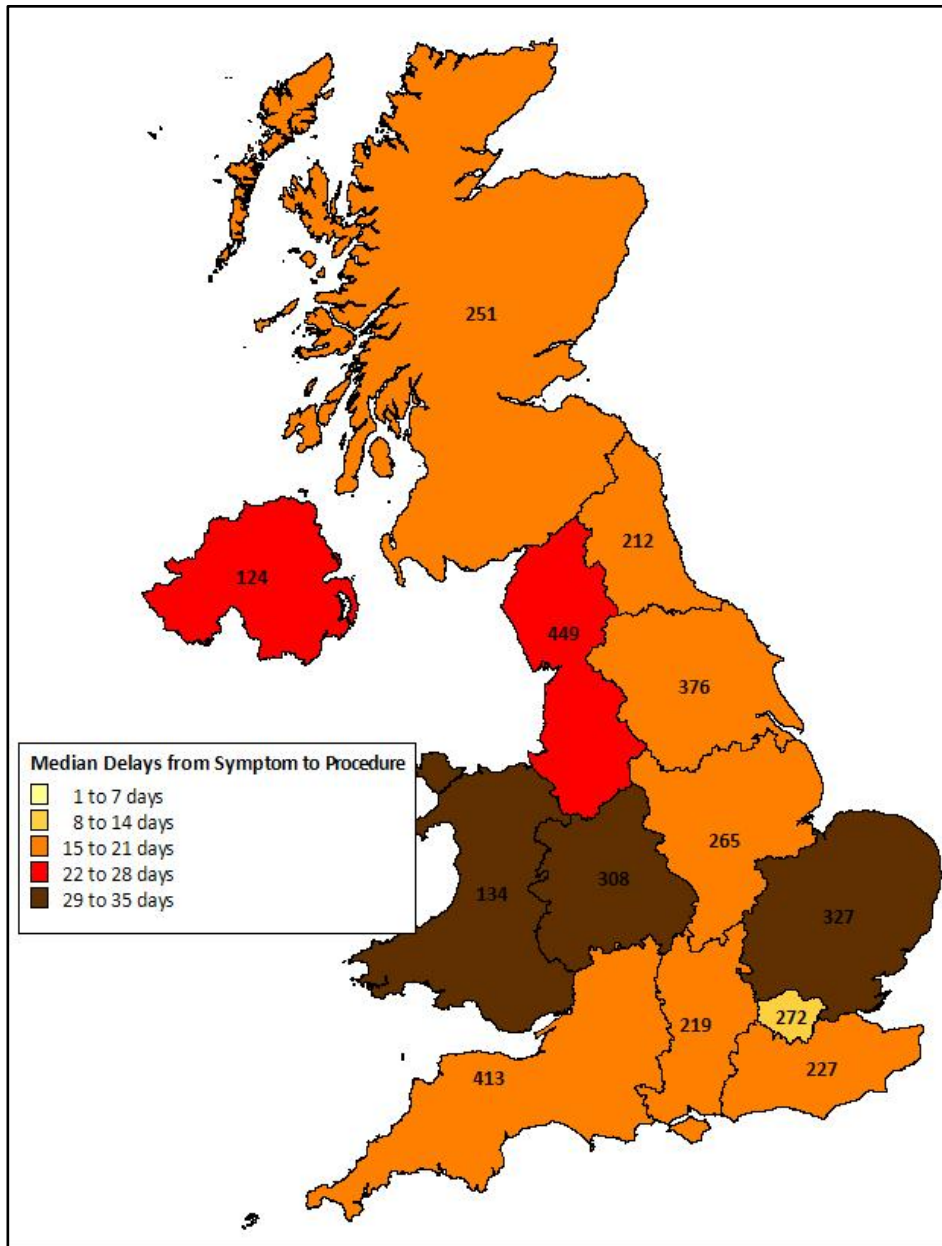 251
212
124
449
376
Median Delays from Symptom to Procedure
1 to 7 days
8 to 14 days
15 to 21 days
22 to 28 days
29 to 35 days
265
134
308
327
272
219
227
413